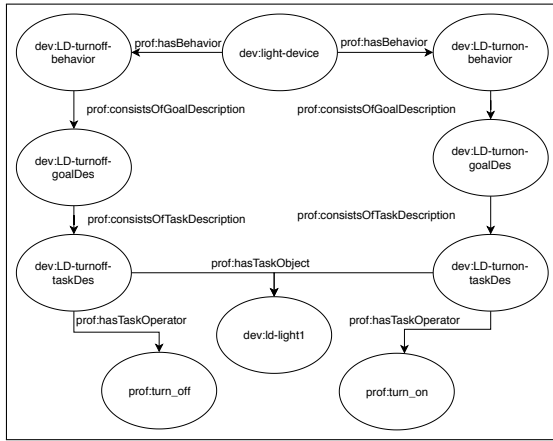 dev:LD-turnoff-
behavior
prof:hasBehavior
dev:light-device
prof:hasBehavior
dev:LD-turnon-
behavior
prof:consistsOfGoalDescription
prof:consistsOfGoalDescription
dev:LD-turnoff-
goalDes
dev:LD-turnon-
goalDes
prof:consistsOfTaskDescription
prof:consistsOfTaskDescription
dev:LD-turnoff-
taskDes
prof:hasTaskObject
dev:LD-turnon-
taskDes
prof:hasTaskOperator
dev:ld-light1
prof:hasTaskOperator
prof:turn_off
prof:turn_on